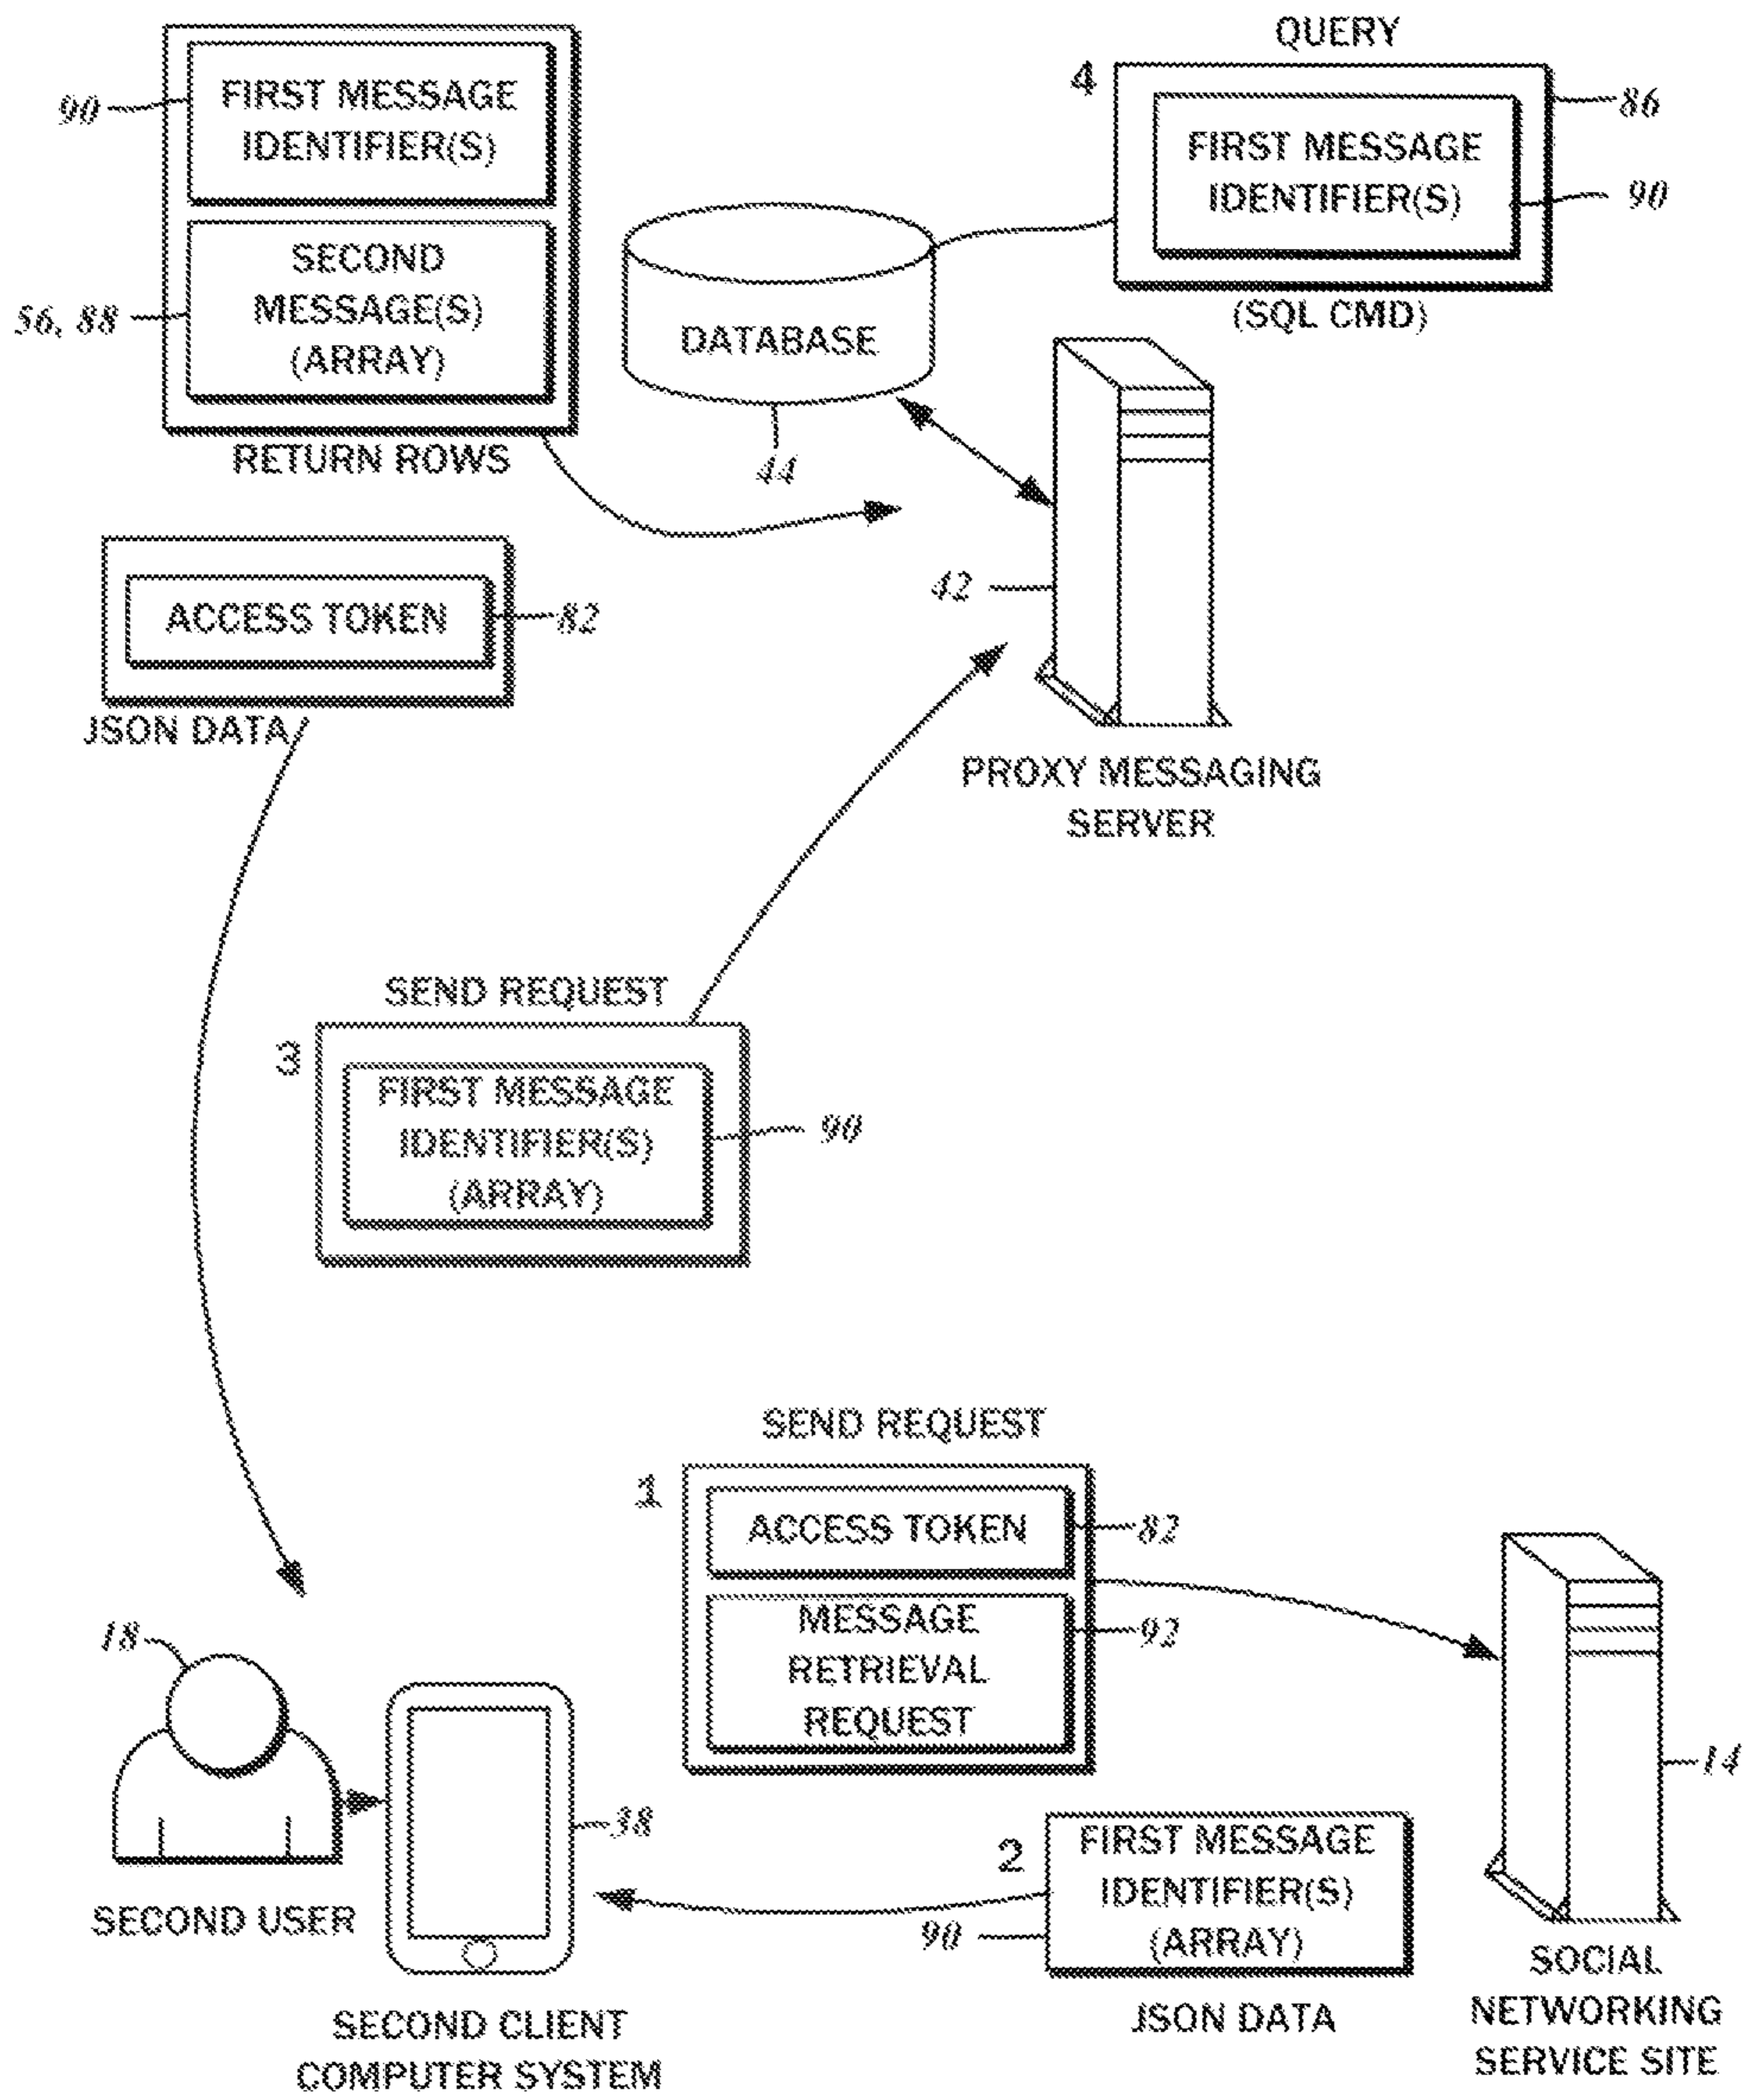 90
FIRST MESSAGE
IDENTIFIER(S)
56, 88
SECOND
MESSAGE(S)
(ARRAY)
RETURN ROWS
QUERY
4
86
FIRST MESSAGE
IDENTIFIER(S)
90
(SQL CMD)
DATABASE
44
42
PROXY MESSAGING
SERVER
ACCESS TOKEN
82
JSON DATA
SEND REQUEST
3
FIRST MESSAGE
IDENTIFIER(S)
(ARRAY)
90
SEND REQUEST
1
ACCESS TOKEN
82
MESSAGE
RETRIEVAL
REQUEST
92
18
SECOND USER
38
SECOND CLIENT
COMPUTER SYSTEM
2
FIRST MESSAGE
IDENTIFIER(S)
(ARRAY)
90
JSON DATA
14
SOCIAL
NETWORKING
SERVICE SITE